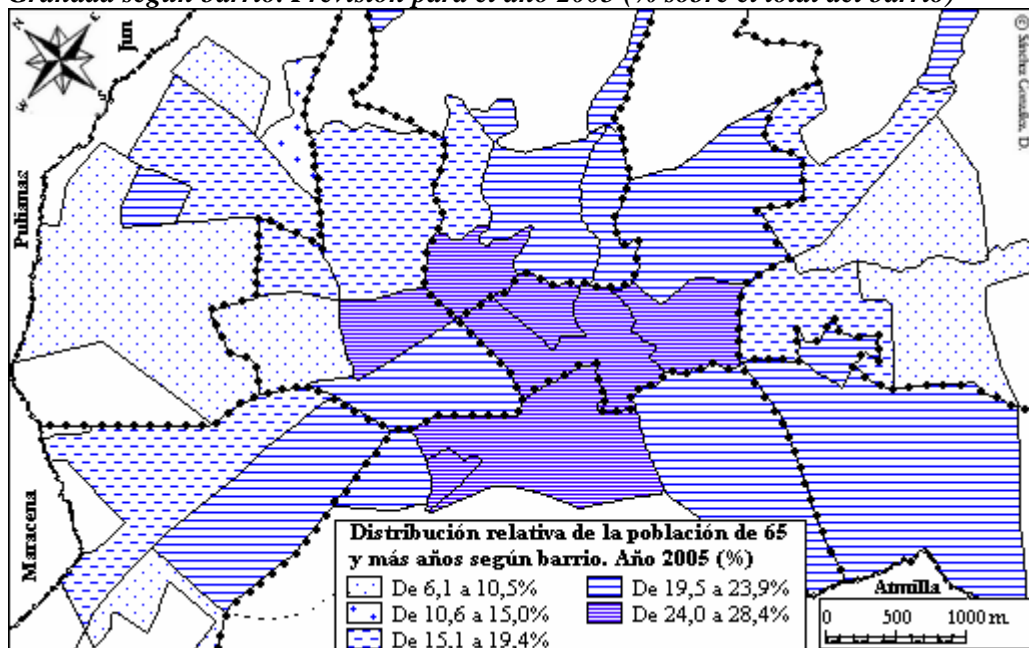 Granada según barrio. Previsión para el año 2005 (% sobre el total del barrio)
© Sánchez González, D.
N
E
W
S
Jun
Pulianas
Maracena
Distribución relativa de la población de 65
y más años según barrio. Año 2005 (%)
De 6,1 a 10,5%
De 10,6 a 15,0%
De 15,1 a 19,4%
De 19,5 a 23,9%
De 24,0 a 28,4%
Armilla
0 500 1000 m.